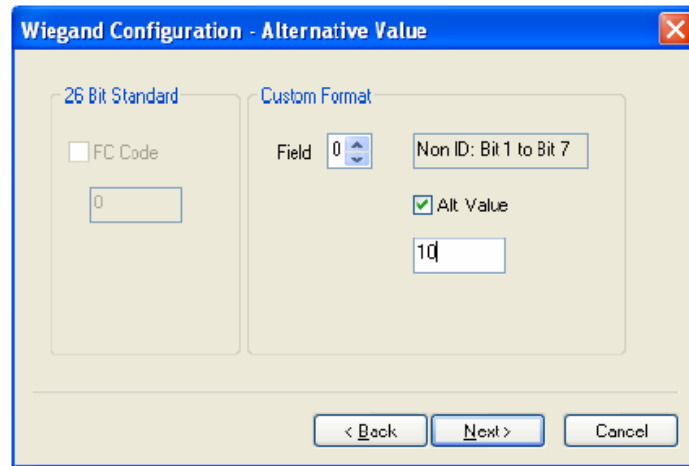 Wiegand Configuration - Alternative Value
26 Bit Standard
FC Code
0
Custom Format
Field 0 Non ID: Bit 1 to Bit 7
Alt. Value
10
< Back Next > Cancel